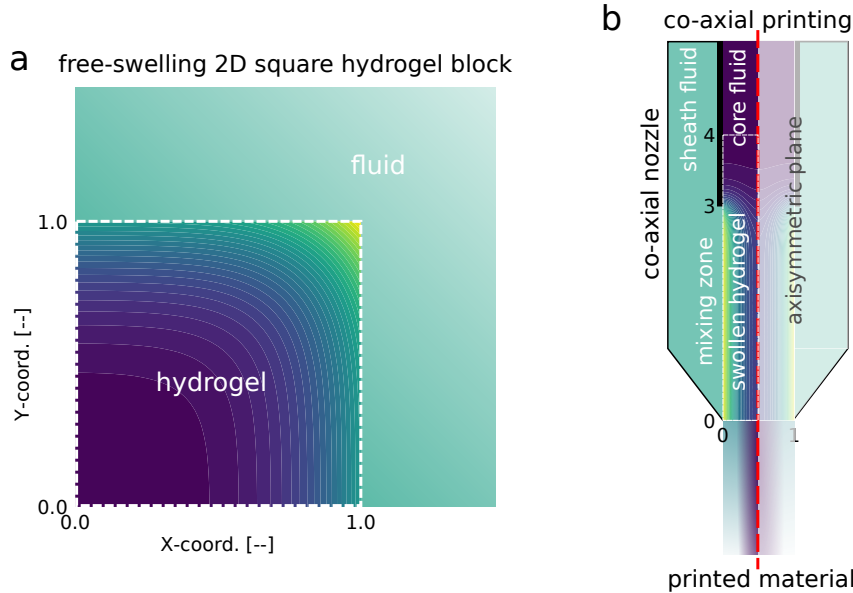 a
free-swelling 2D square hydrogel block
fluid
hydrogel
1.0
0.0
0.0
1.0
Y-coord. [--]
X-coord. [--]
b
co-axial printing
co-axial nozzle
sheath fluid
core fluid
axisymmetric plane
mixing zone
swollen hydrogel
4
3
0
0
1
printed material